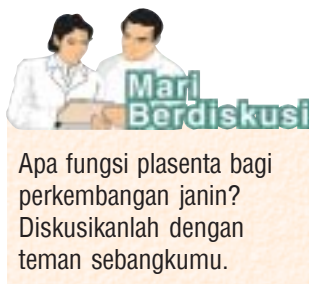 Mari
Berdiskusi
Apa fungsi plasenta bagi
perkembangan janin?
Diskusikanlah dengan
teman sebangkumu.